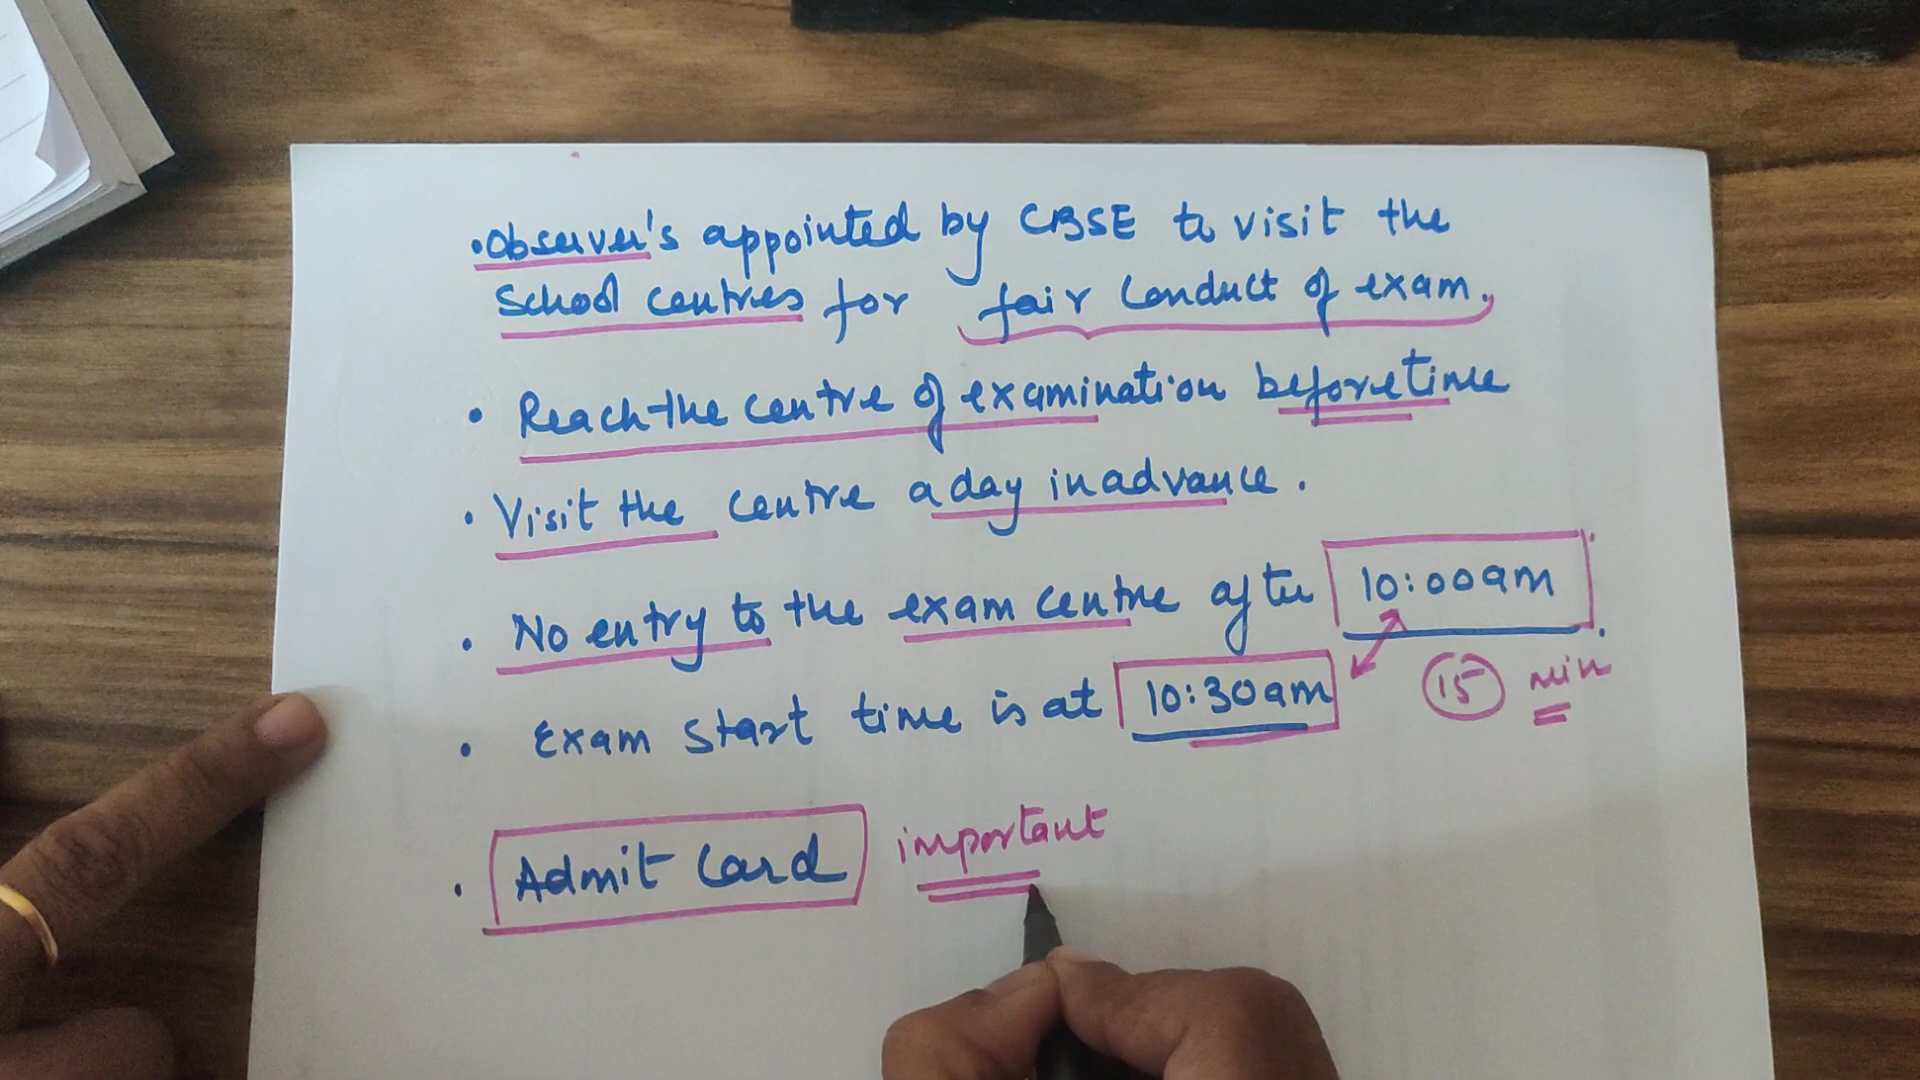 • Observer's appointed by CBSE to visit the
School centres for fair conduct of exam.
• Reach the centre of examination before time
• Visit the centre a day in advance.
• No entry to the exam centre after 10:00am
15 min
• Exam start time is at 10:30am
• Admit Card important